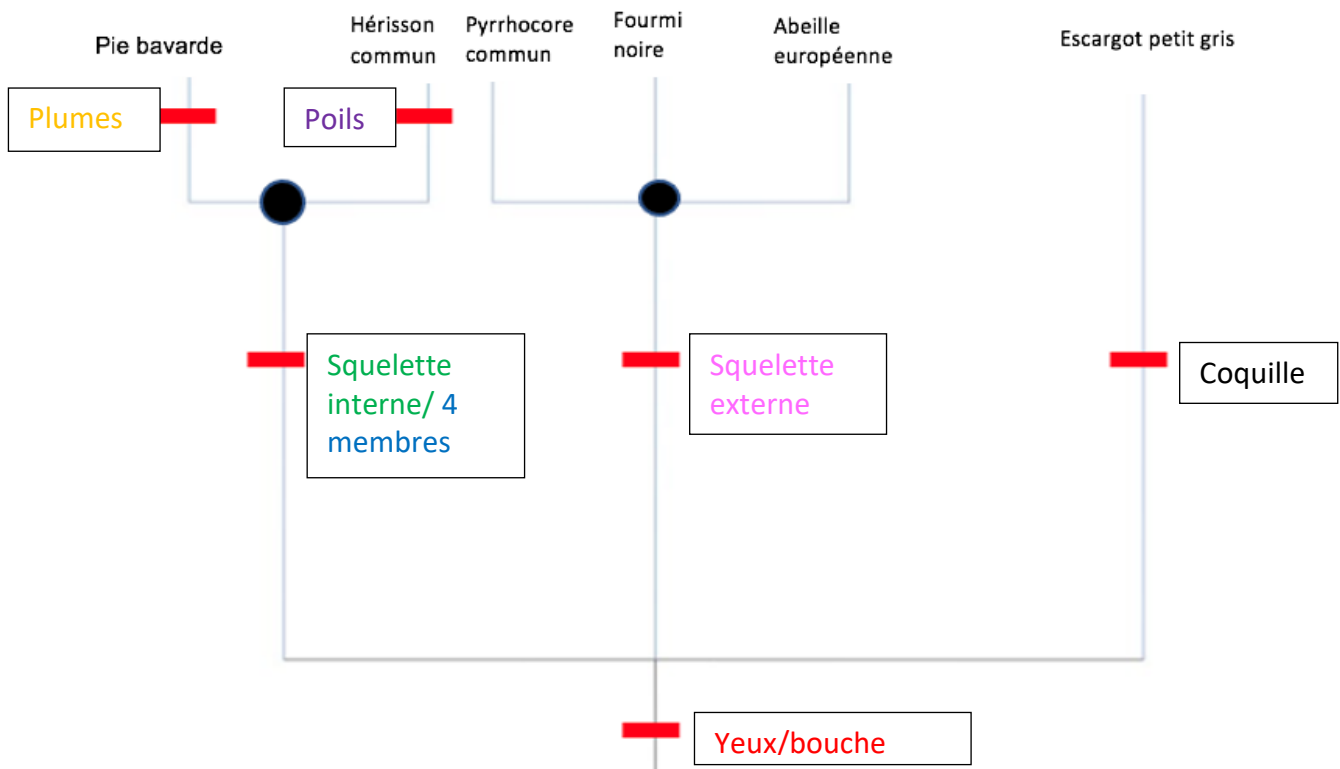 Pie bavarde
Hérisson
commun
Pyrrhocore
commun
Fourmi
noire
Abeille
européenne
Escargot petit gris
Plumes
Poils
Squelette
interne/ 4
membres
Squelette
externe
Coquille
Yeux/bouche